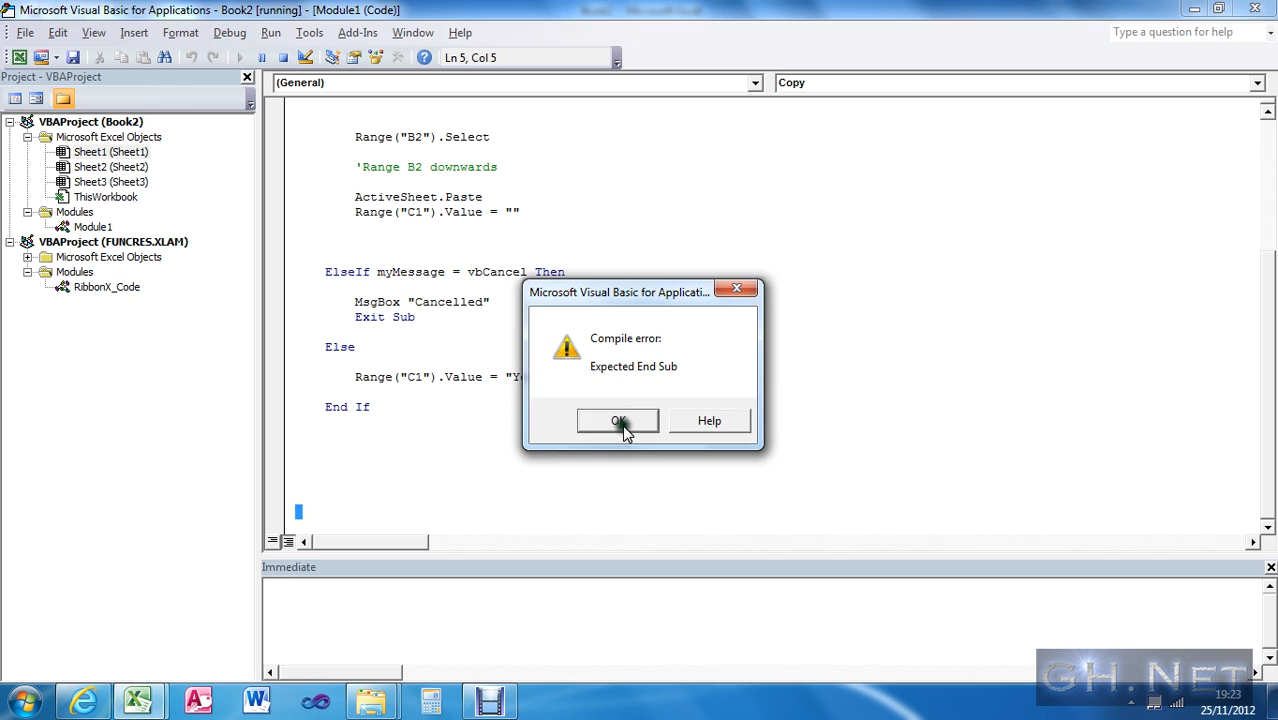 Microsoft Visual Basic for Applications - Book2 [running] - [Module1 (Code)]
File Edit View Insert Format Debug Run Tools Add-Ins Window Help
Type a question for help
Ln 5, Col 5
Project - VBAProject
(General)
Copy
VBAProject (Book2)
Microsoft Excel Objects
Sheet1 (Sheet1)
Sheet2 (Sheet2)
Sheet3 (Sheet3)
ThisWorkbook
Modules
Module1
VBAProject (FUNCRES.XLAM)
Microsoft Excel Objects
Modules
RibbonX_Code
Range("B2").Select
'Range B2 downwards
ActiveSheet.Paste
Range("C1").Value = ""
ElseIf myMessage = vbCancel Then
MsgBox "Cancelled"
Exit Sub
Else
Range("C1").Value =
End If
Microsoft Visual Basic for Applicati...
Compile error:
Expected End Sub
OK
Help
Immediate
GH.Net
19:23
25/11/2012